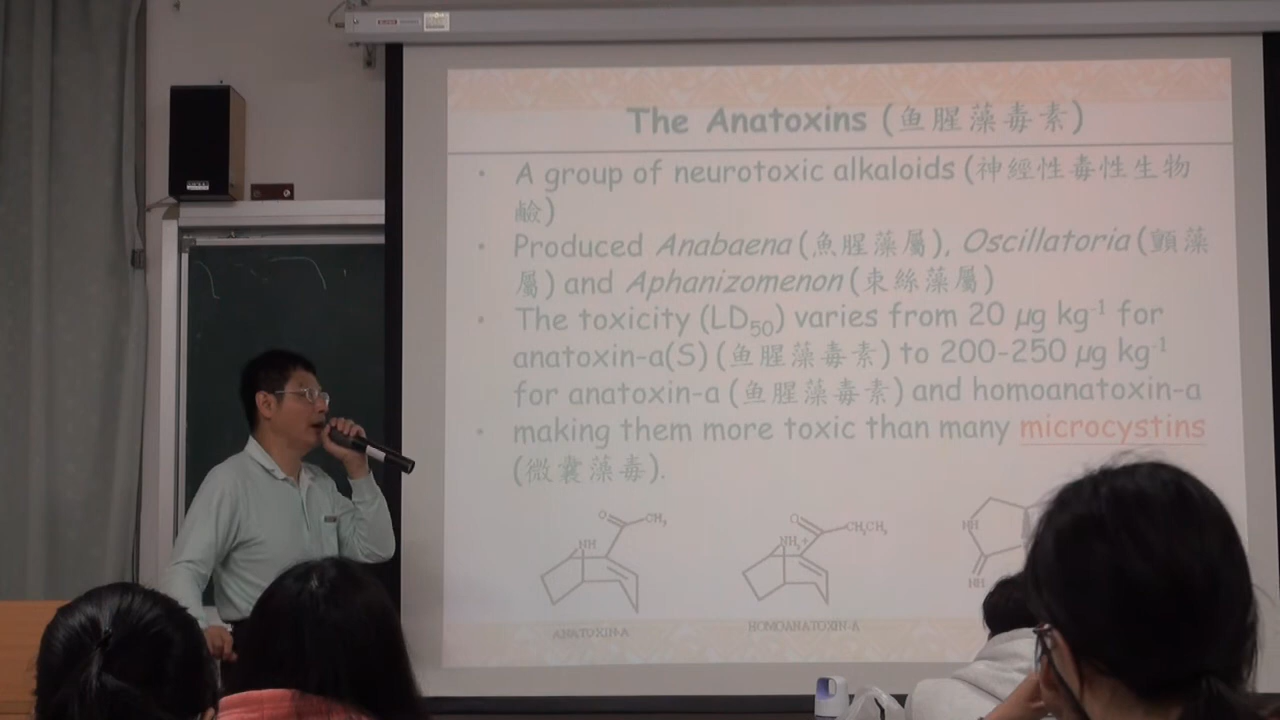 The Anatoxins (鱼腥藻毒素)
• A group of neurotoxic alkaloids (神經性毒性生物
鹼)
• Produced Anabaena (魚腥藻屬), Oscillatoria (顫藻
屬) and Aphanizomenon (束絲藻屬)
• The toxicity (LD50) varies from 20 µg kg-1 for
anatoxin-a(S) (鱼腥藻毒素) to 200-250 µg kg-1
for anatoxin-a (鱼腥藻毒素) and homoanatoxin-a
• making them more toxic than many microcystins
(微囊藻毒).
O CH3
NH
ANATOXIN-A
O CH2CH3
NH2+
HOMOANATOXIN-A
HN
NH